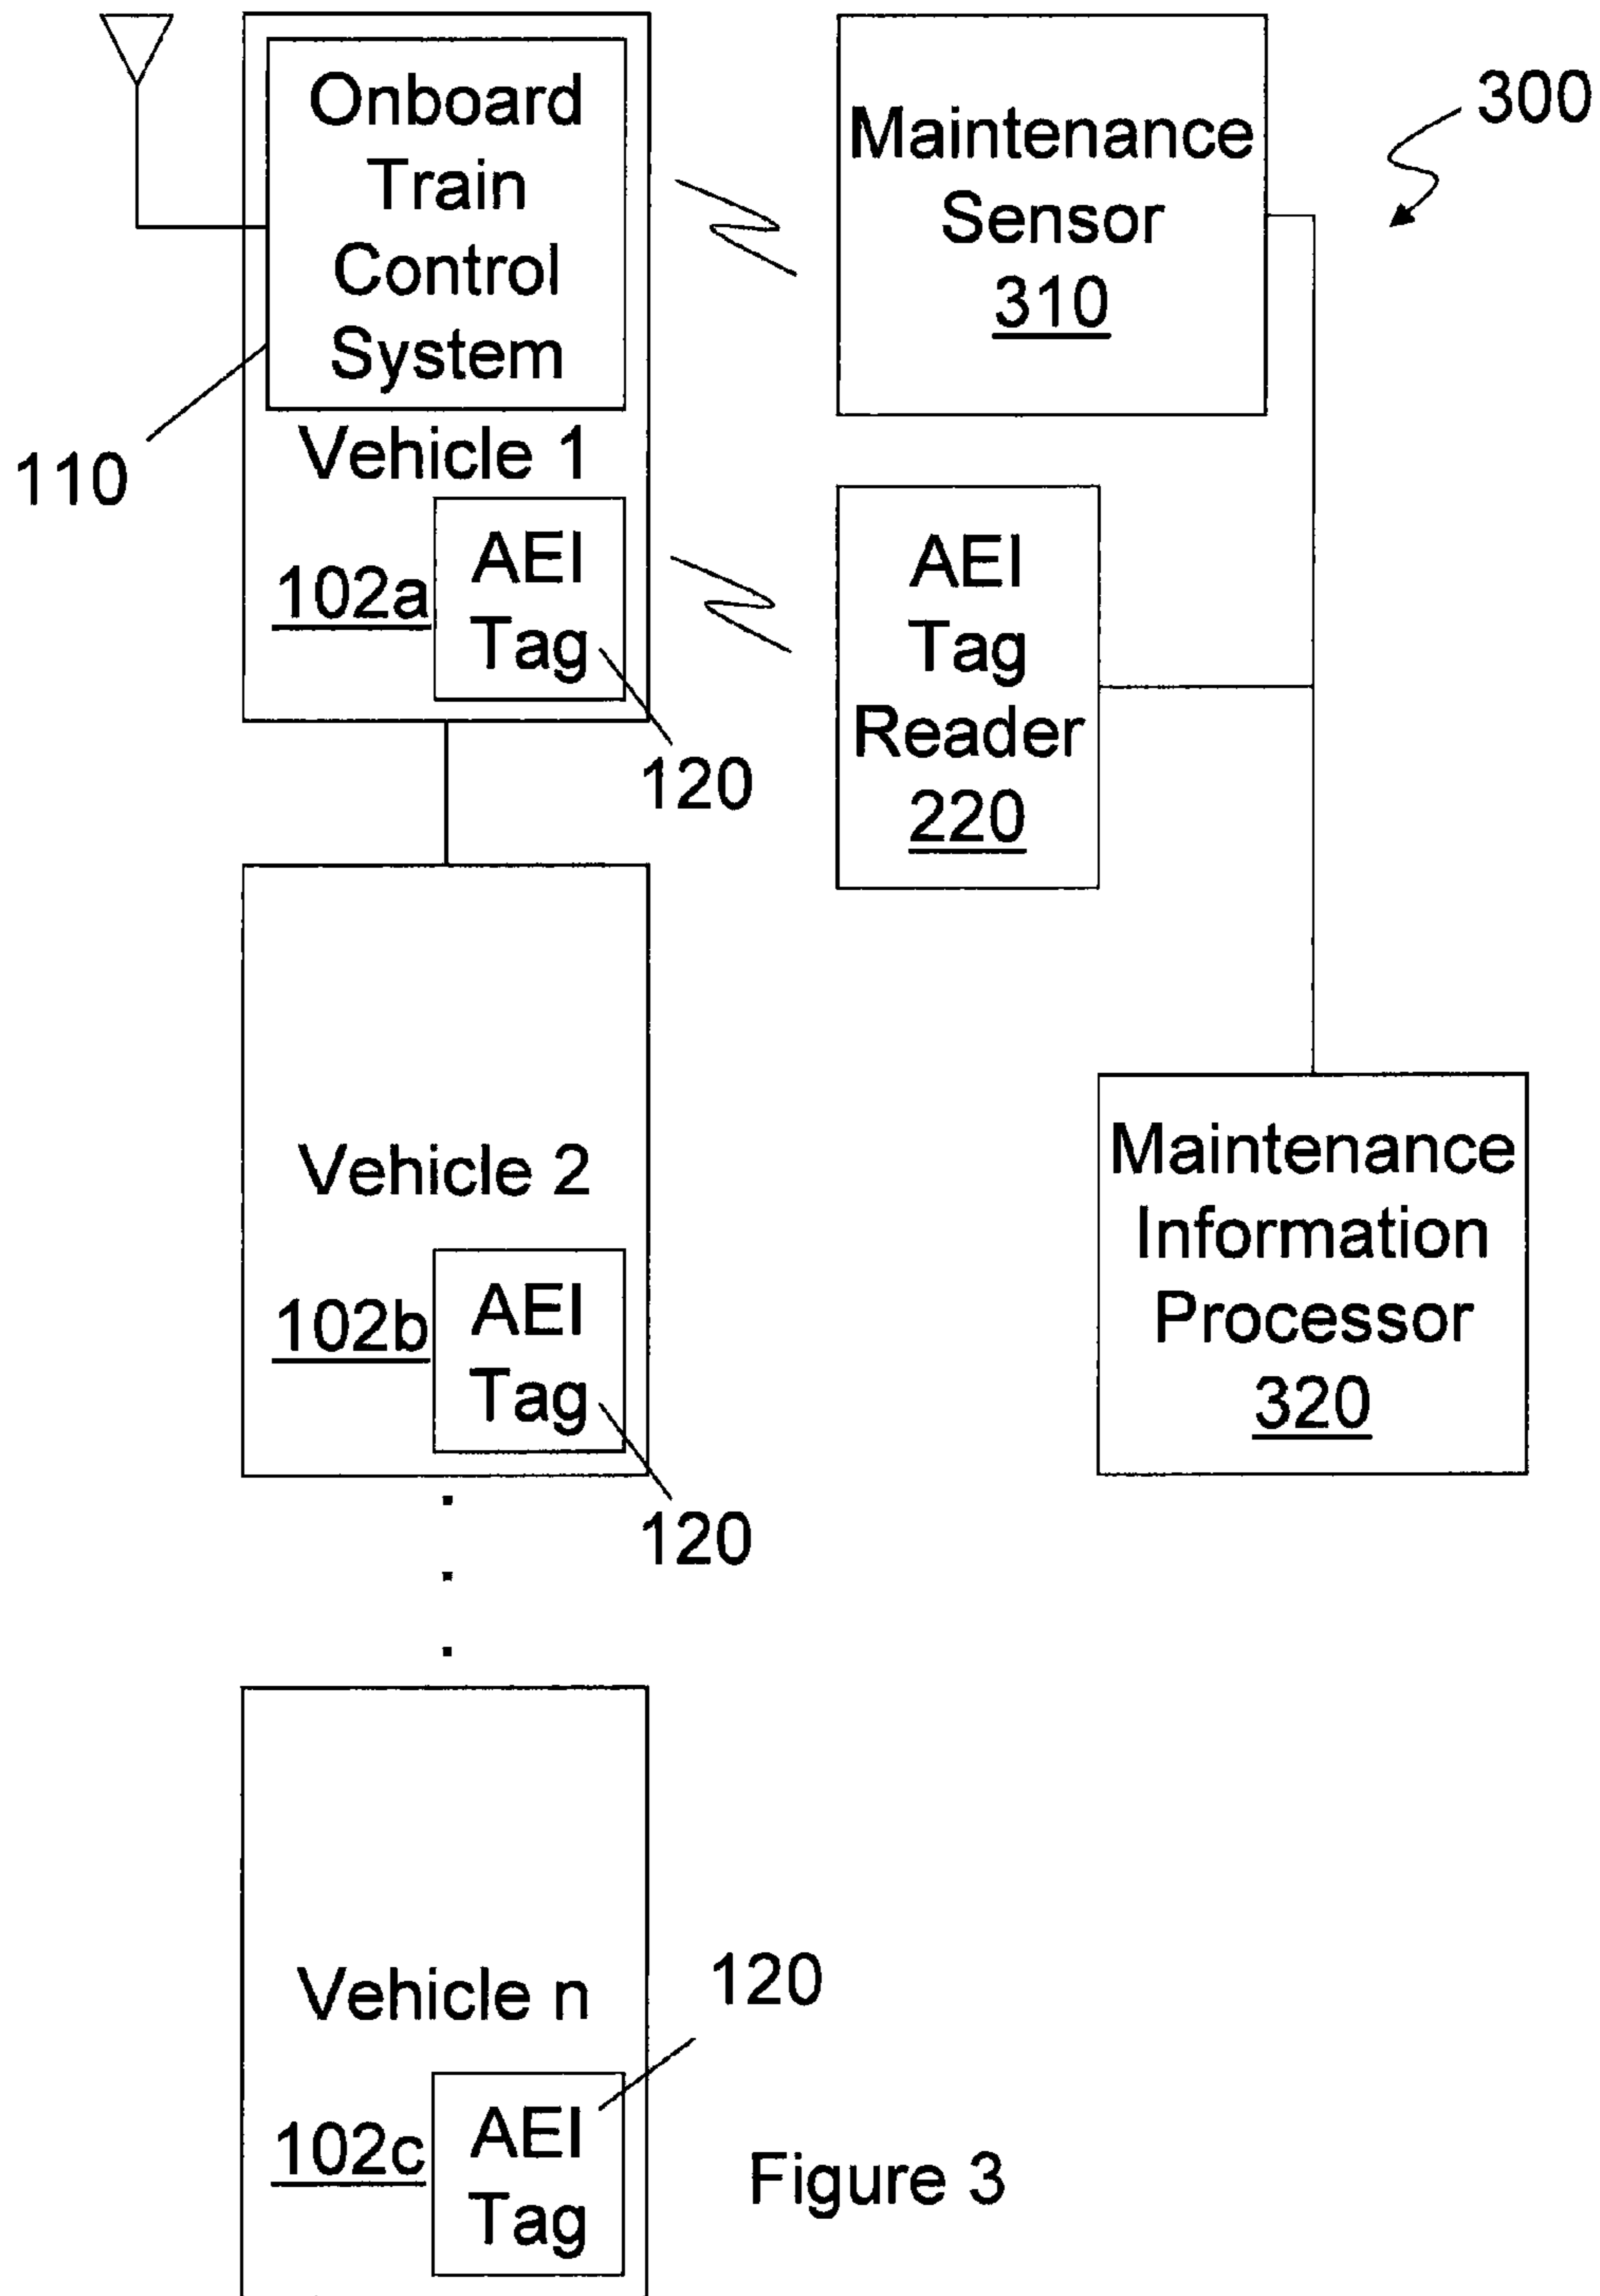 Onboard
Train
Control
System
110
Vehicle 1
102a
AEI
Tag
120
Maintenance
Sensor
310
300
AEI
Tag
Reader
220
Vehicle 2
102b
AEI
Tag
120
Maintenance
Information
Processor
320
Vehicle n
102c
AEI
Tag
120
Figure 3